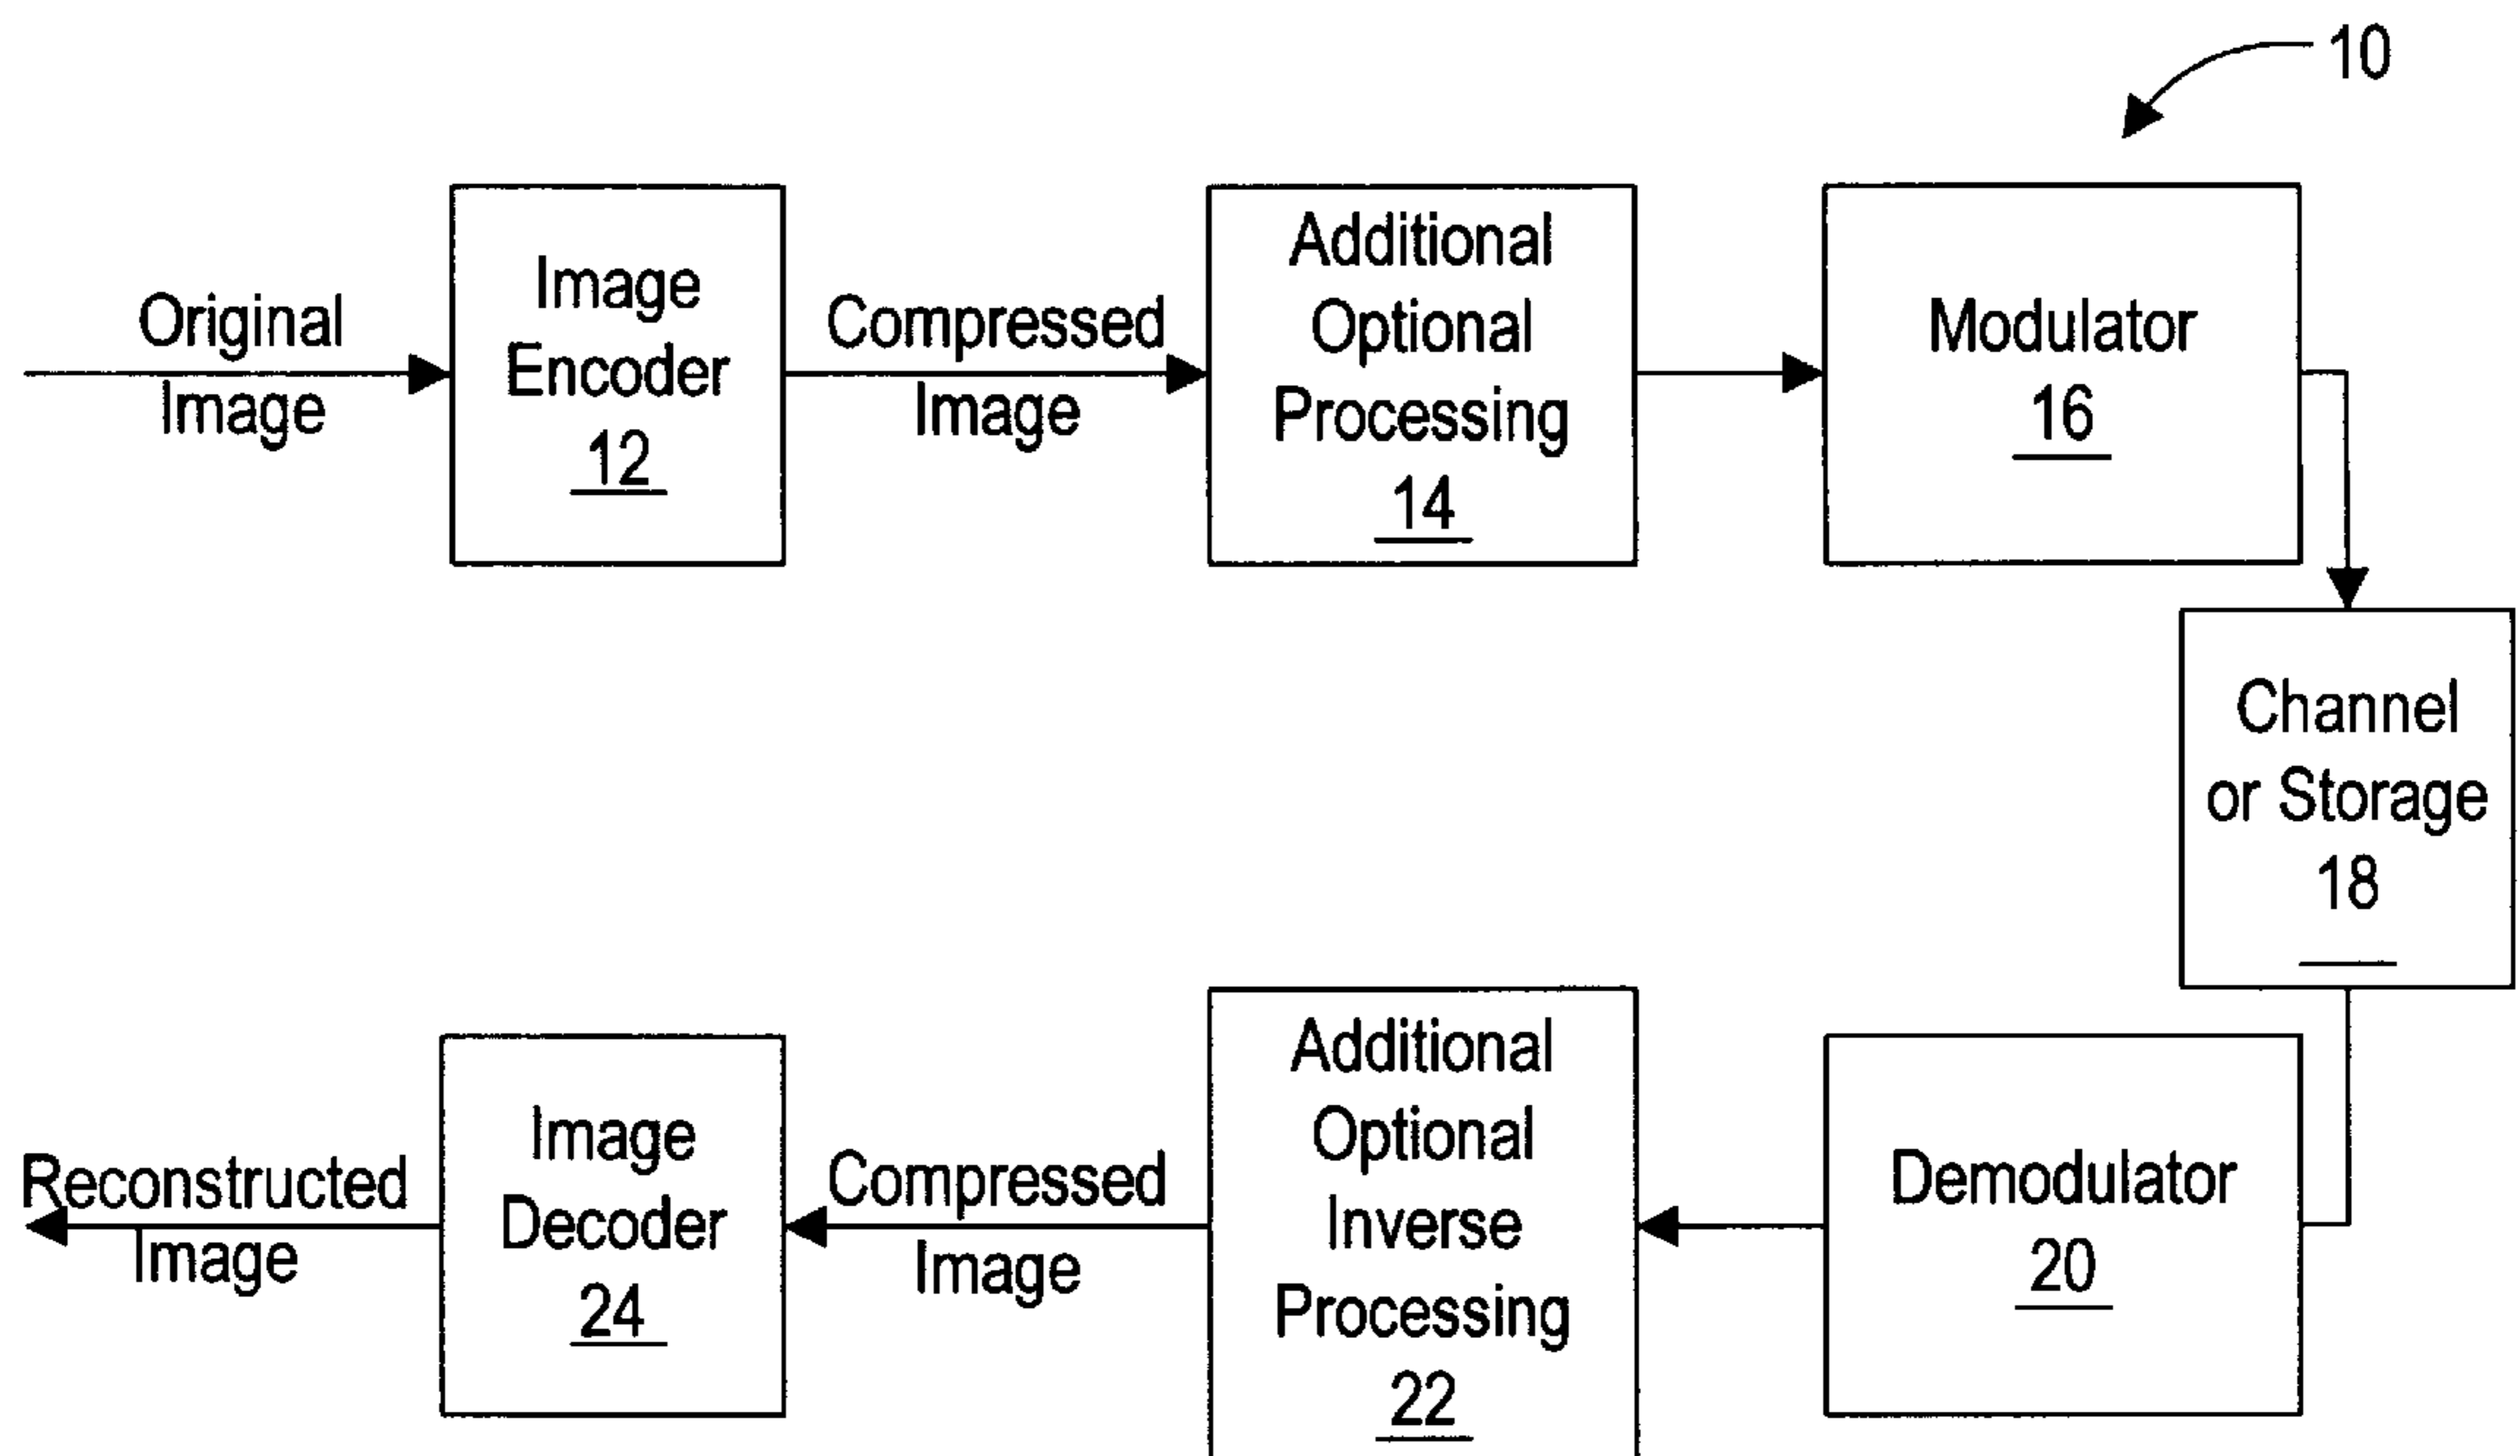 10
Original
Image
Image
Encoder
12
Compressed
Image
Additional
Optional
Processing
14
Modulator
16
Channel
or Storage
18
Demodulator
20
Additional
Optional
Inverse
Processing
22
Compressed
Image
Image
Decoder
24
Reconstructed
Image